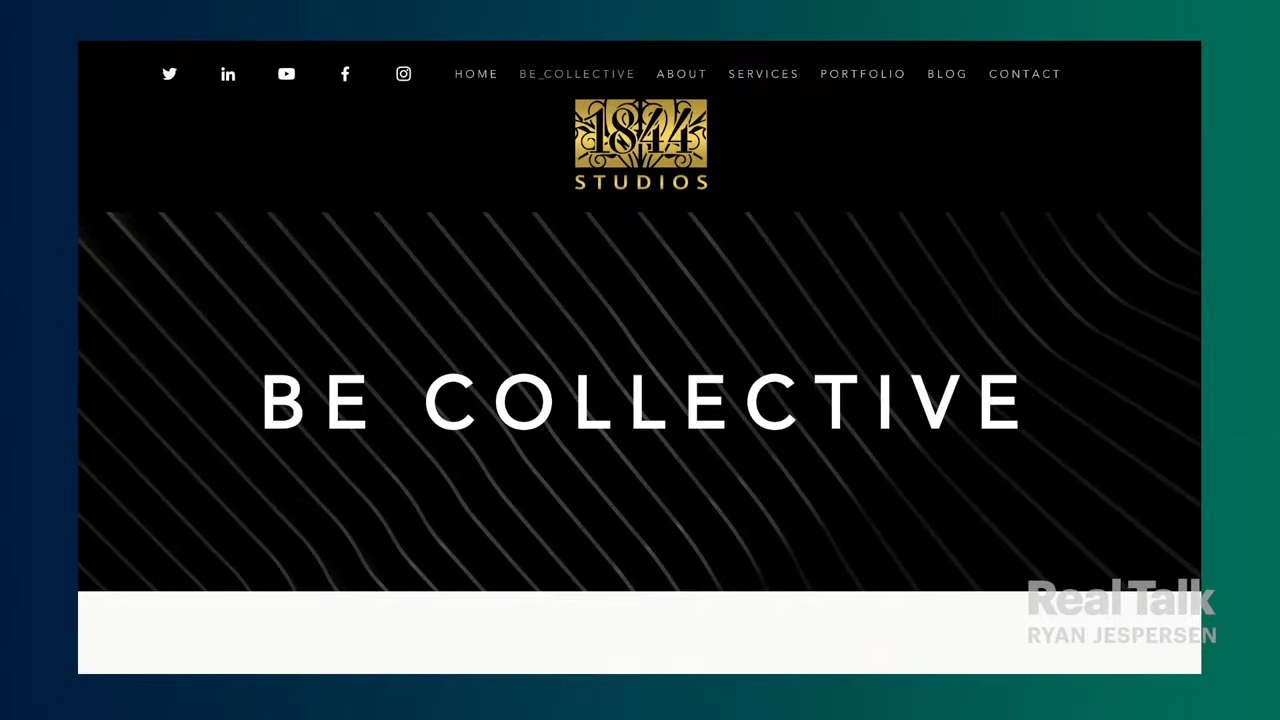 HOME BE_COLLECTIVE ABOUT SERVICES PORTFOLIO BLOG CONTACT
1844
STUDIOS
BE COLLECTIVE
Real Talk
RYAN JESPERSEN